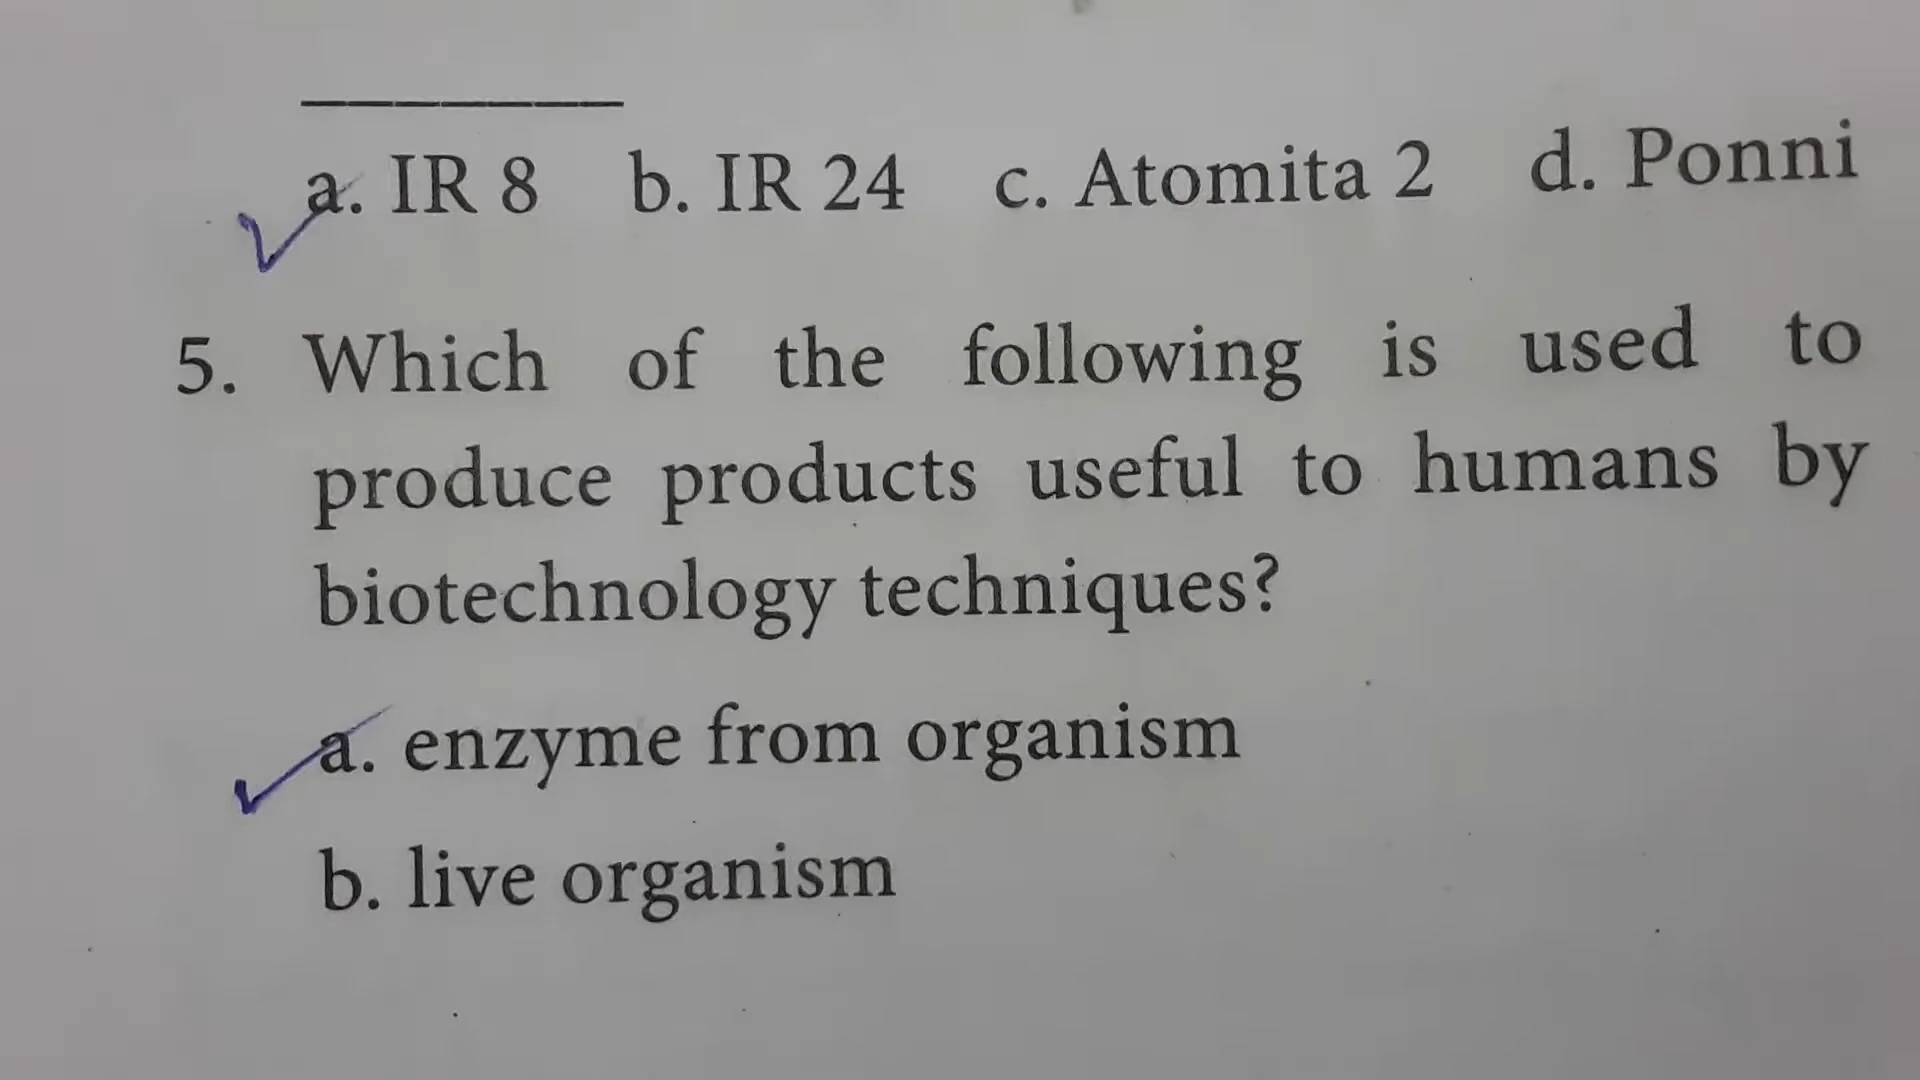 a. IR 8 b. IR 24 c. Atomita 2 d. Ponni
5. Which of the following is used to
produce products useful to humans by
biotechnology techniques?
a. enzyme from organism
b. live organism